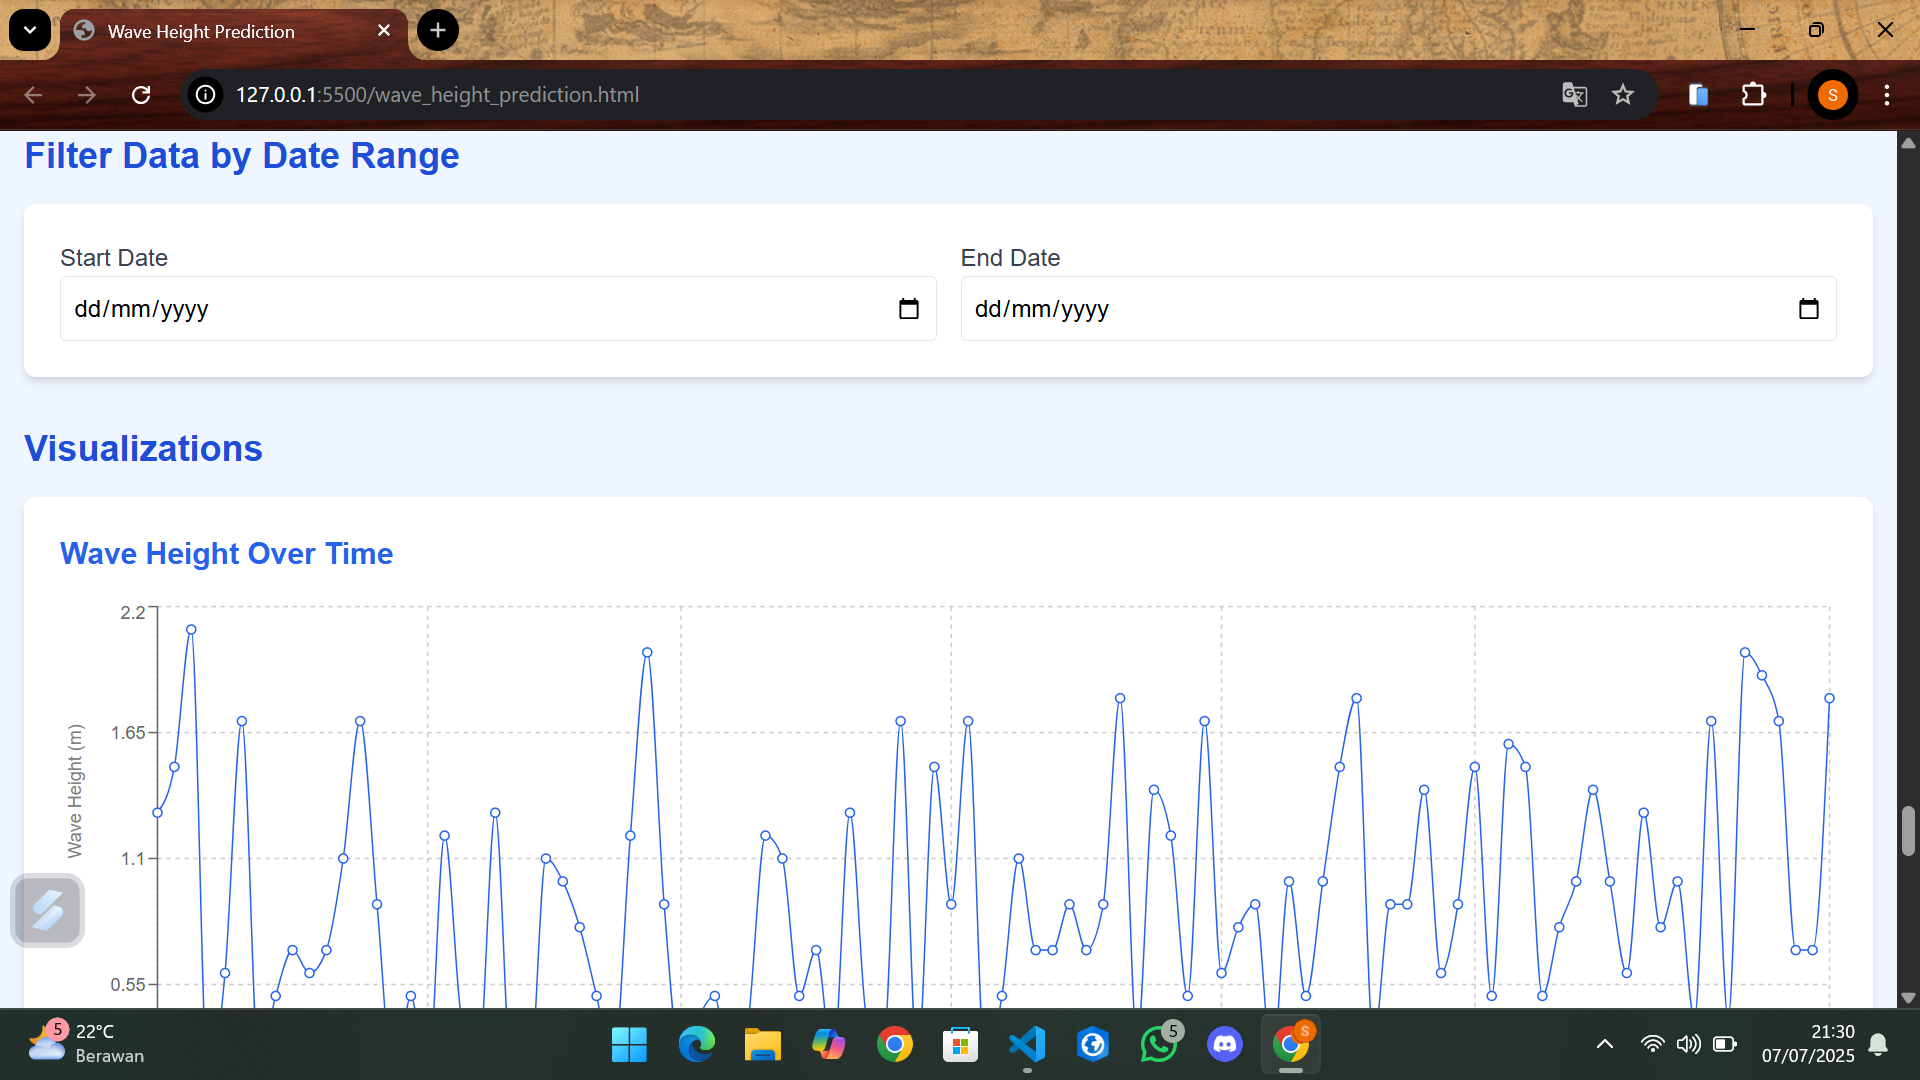 Wave Height Prediction
127.0.0.1:5500/wave_height_prediction.html
S
Filter Data by Date Range
Start Date
End Date
dd/mm/yyyy
dd/mm/yyyy
Visualizations
Wave Height Over Time
Wave Height (m)
2.2
1.65
1.1
0.55
5
22°C
Berawan
5
S
21:30
07/07/2025